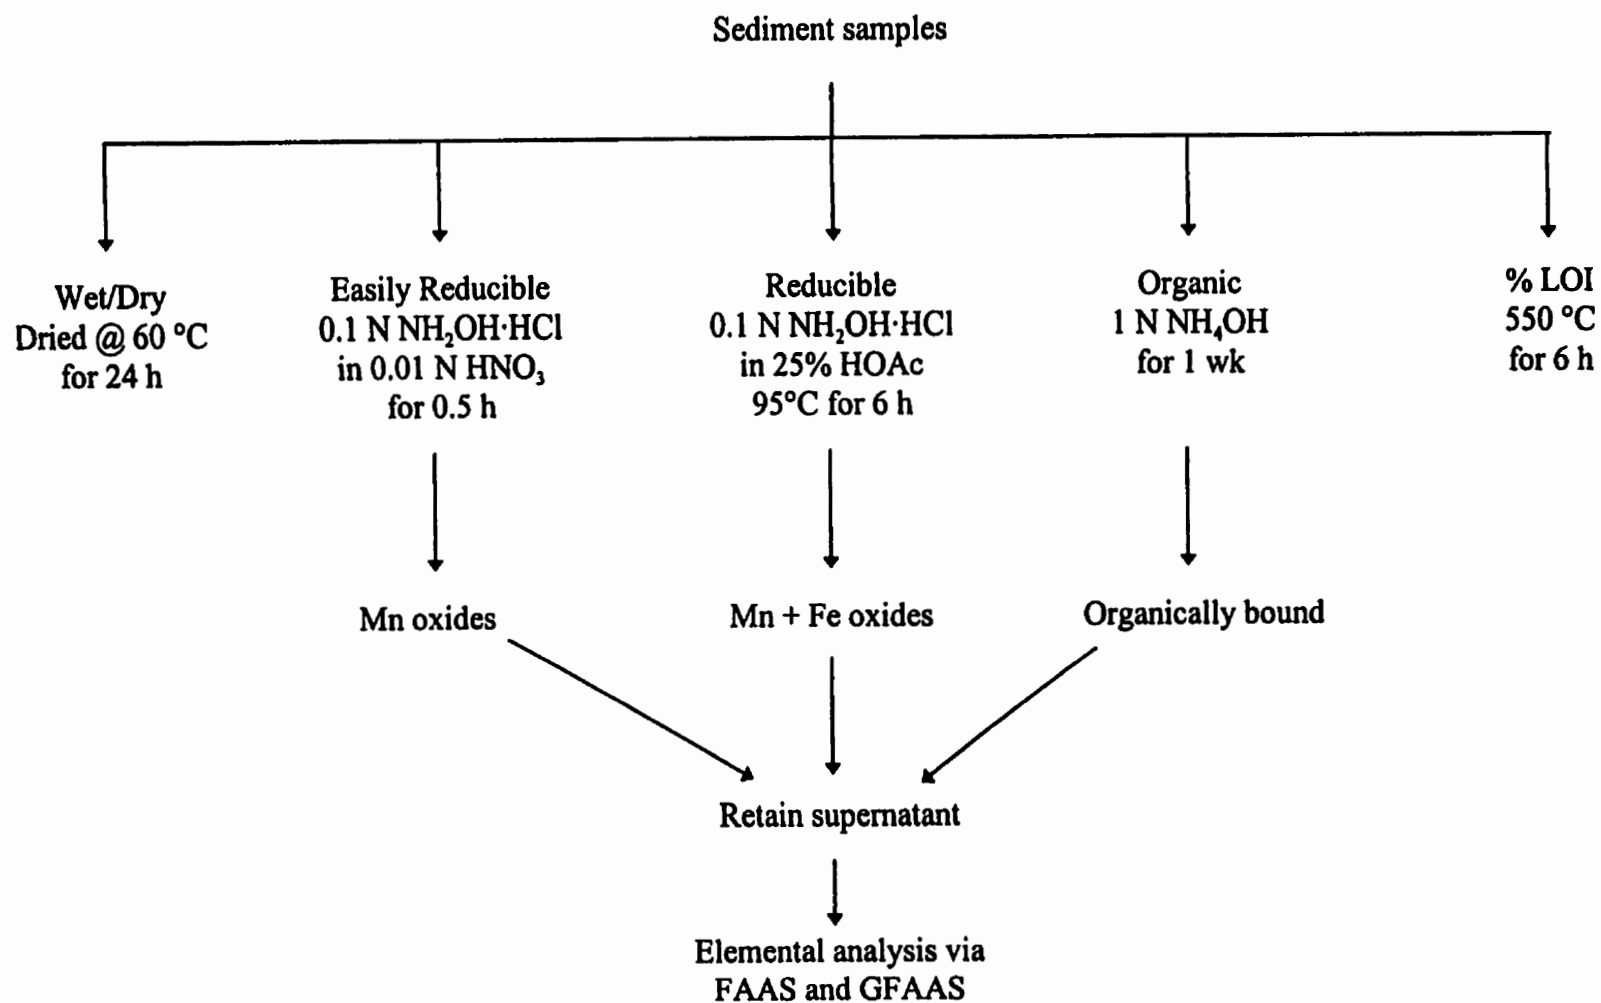 Sediment samples
Wet/Dry
Dried @ 60 °C
for 24 h
Easily Reducible
0.1 N NH₂OH·HCl
in 0.01 N HNO₃
for 0.5 h
Reducible
0.1 N NH₂OH·HCl
in 25% HOAc
95°C for 6 h
Organic
1 N NH₄OH
for 1 wk
% LOI
550 °C
for 6 h
Mn oxides
Mn + Fe oxides
Organically bound
Retain supernatant
Elemental analysis via
FAAS and GFAAS